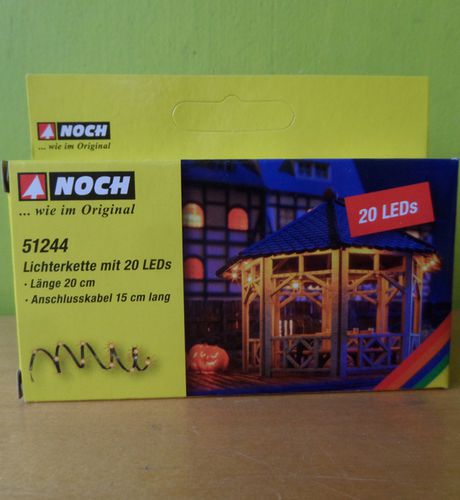 NOCH
... wie im Original
NOCH
... wie im Original
20 LEDs
51244
Lichterkette mit 20 LEDs
· Länge 20 cm
· Anschlusskabel 15 cm lang